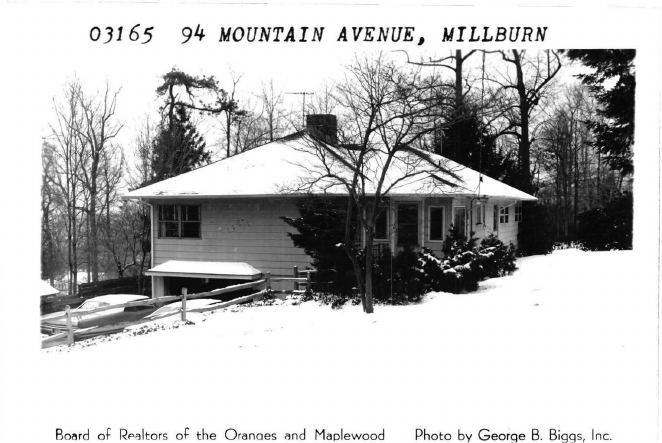 03165 94 MOUNTAIN AVENUE, MILLBURN
Board of Realtors of the Oranges and Maplewood Photo by George B. Biggs, Inc.